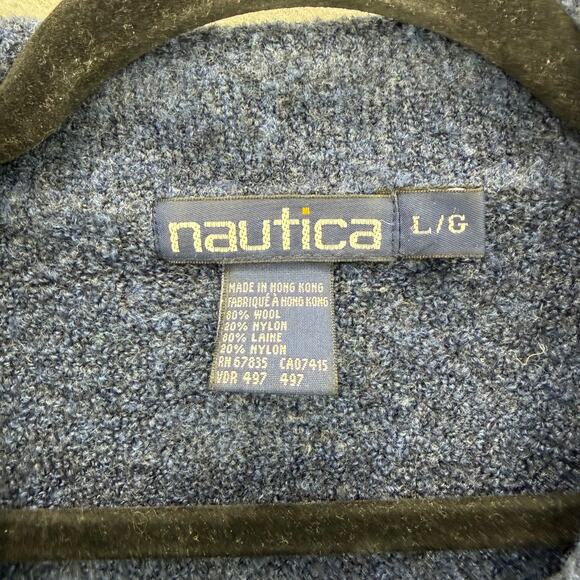 nautica
L/G
MADE IN HONG KONG
FABRIQUÉ À HONG KONG
80% WOOL
20% NYLON
80% LAINE
20% NYLON
RN 67835 CA07415
VDR 497 497